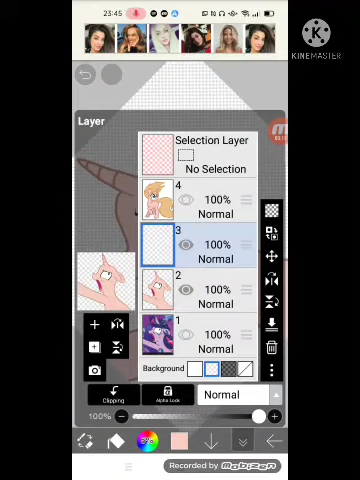 23:45
KINEMASTER
Layer
Selection Layer
No Selection
4
100%
Normal
3
100%
Normal
2
100%
Normal
1
100%
Normal
Background
Clipping
Alpha Lock
Normal
100%
Recorded by
Mobizen